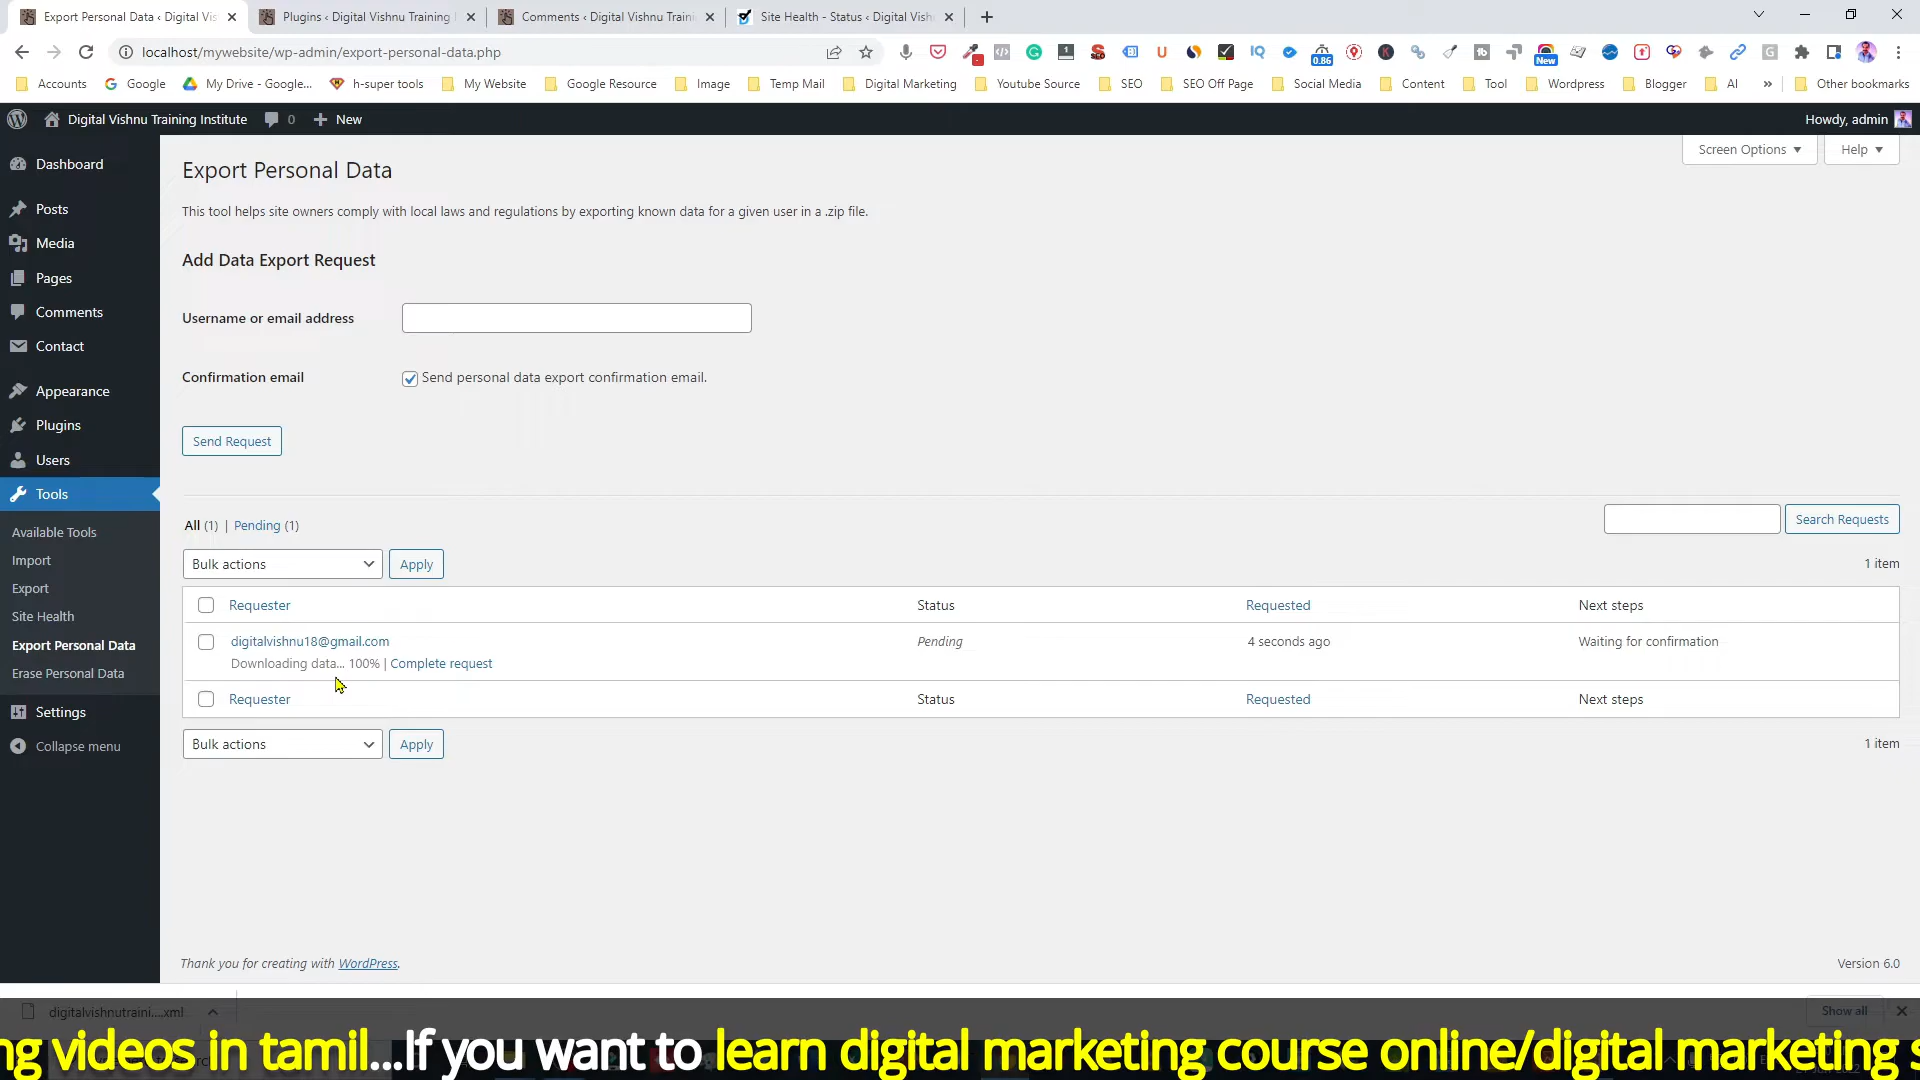 Export Personal Data ‹ Digital Vis
Plugins ‹ Digital Vishnu Training
Comments ‹ Digital Vishnu Traini
Site Health - Status ‹ Digital Vish
localhost/mywebsite/wp-admin/export-personal-data.php
0.86
New
Accounts
Google
My Drive - Google...
h-super tools
My Website
Google Resource
Image
Temp Mail
Digital Marketing
Youtube Source
SEO
SEO Off Page
Social Media
Content
Tool
Wordpress
Blogger
AI
»
Other bookmarks
Digital Vishnu Training Institute
0
New
Howdy, admin
Screen Options
Help
Dashboard
Posts
Media
Pages
Comments
Contact
Appearance
Plugins
Users
Tools
Available Tools
Import
Export
Site Health
Export Personal Data
Erase Personal Data
Settings
Collapse menu
Export Personal Data
This tool helps site owners comply with local laws and regulations by exporting known data for a given user in a .zip file.
Add Data Export Request
Username or email address
Confirmation email
Send personal data export confirmation email.
Send Request
All (1) | Pending (1)
Search Requests
Bulk actions
Apply
1 item
Requester Status Requested Next steps
digitalvishnu18@gmail.com Pending 4 seconds ago Waiting for confirmation
Downloading data... 100% | Complete request
Requester Status Requested Next steps
Bulk actions
Apply
1 item
Thank you for creating with WordPress.
Version 6.0
digitalvishnutraini....xml
Show all
ng videos in tamil...If you want to learn digital marketing course online/digital marketing s